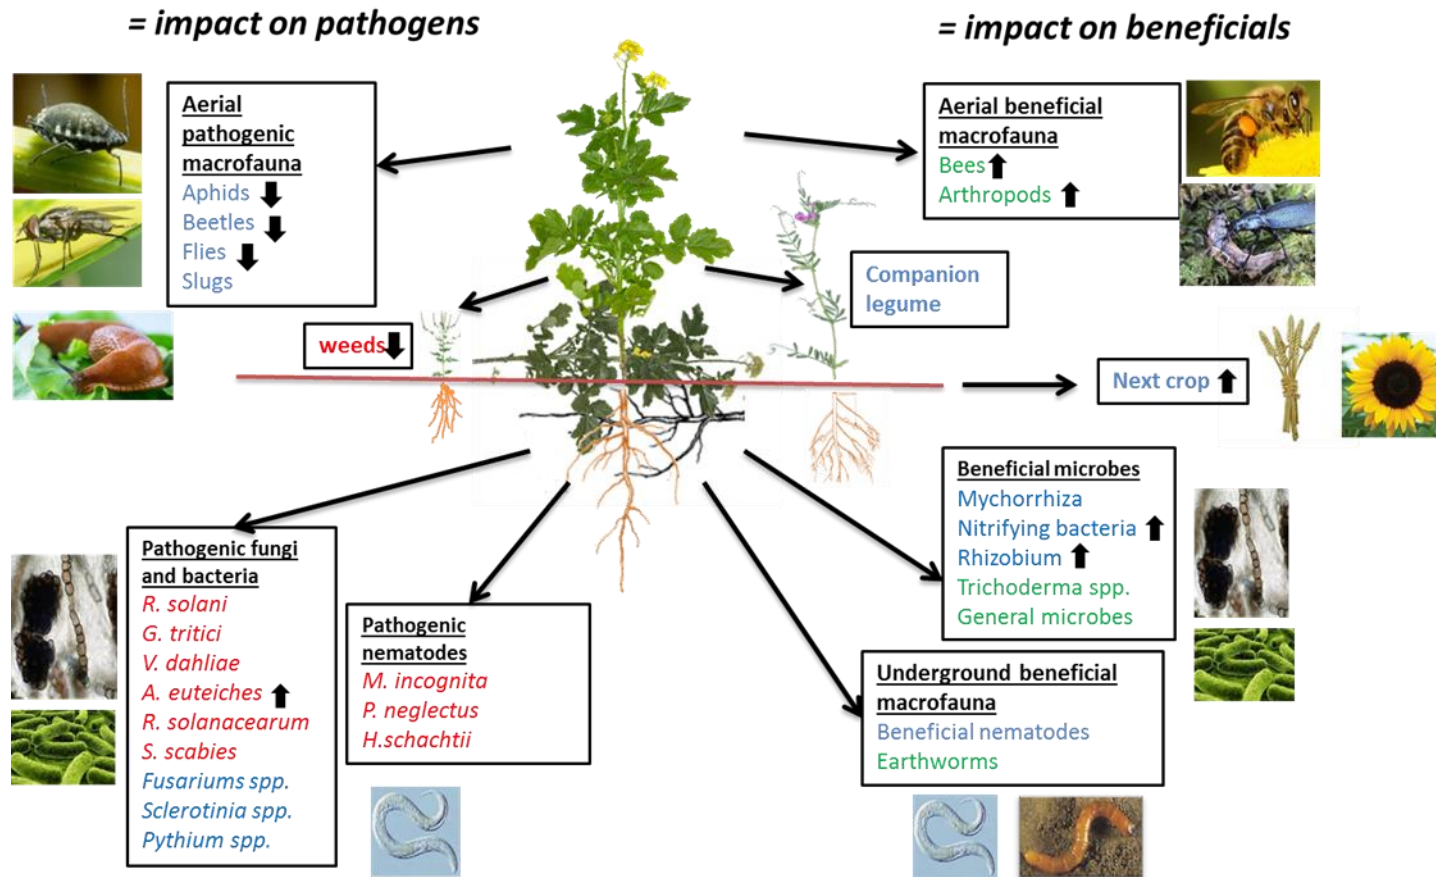 = impact on pathogens
= impact on beneficials
Aerial
pathogenic
macrofauna
Aphids
Beetles
Flies
Slugs
Aerial beneficial
macrofauna
Bees
Arthropods
Companion
legume
weeds
Next crop
Pathogenic fungi
and bacteria
R. solani
G. tritici
V. dahliae
A. euteiches
R. solanacearum
S. scabies
Fusariums spp.
Sclerotinia spp.
Pythium spp.
Pathogenic
nematodes
M. incognita
P. neglectus
H.schachtii
Beneficial microbes
Mychorrhiza
Nitrifying bacteria
Rhizobium
Trichoderma spp.
General microbes
Underground beneficial
macrofauna
Beneficial nematodes
Earthworms